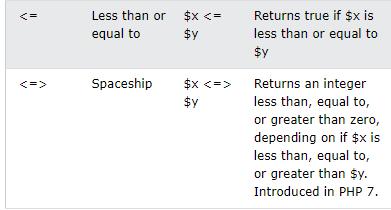 <= Less than or $x <= Returns true if $x is
equal to $y less than or equal to
$y
<=> Spaceship $x <=> Returns an integer
$y less than, equal to,
or greater than zero,
depending on if $x is
less than, equal to,
or greater than $y.
Introduced in PHP 7.